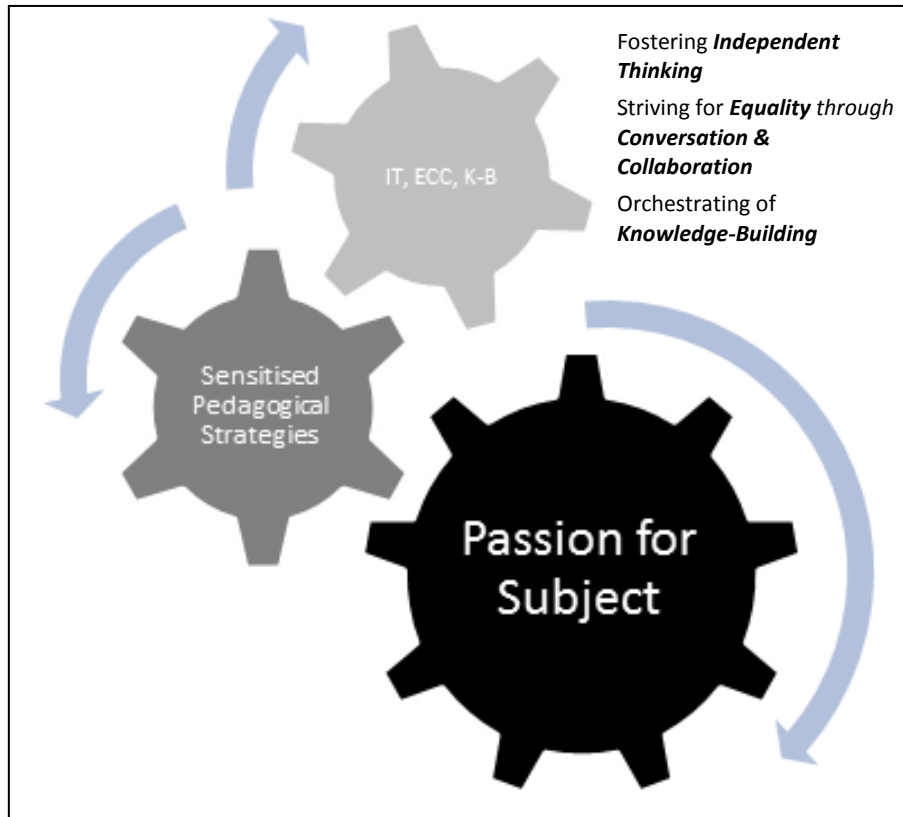 Fostering Independent
Thinking
Striving for Equality through
Conversation &
Collaboration
Orchestrating of
Knowledge-Building
IT, ECC, K-B
Sensitised
Pedagogical
Strategies
Passion for
Subject